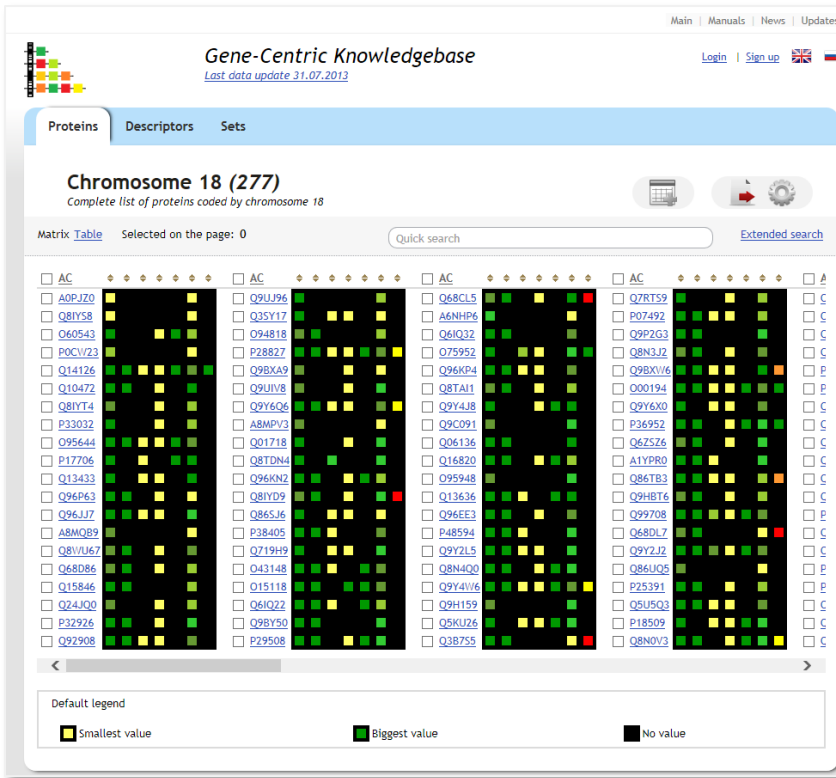 Main | Manuals | News | Updates
Gene-Centric Knowledgebase
Last data update 31.07.2013
Login | Sign up
Proteins Descriptors Sets
Chromosome 18 (277)
Complete list of proteins coded by chromosome 18
Matrix Table Selected on the page: 0 Quick search Extended search
AC AC AC AC A
A0PJZ0 Q9UJ96 Q68CL5 Q7RTS9
Q8IYS8 Q3SY17 A6NHP6 P07492
O60543 O94818 Q6IQ32 Q9P2G3
P0CW23 P28827 O75952 Q8N3J2
Q14126 Q9BXA9 Q96KP4 Q9BXW6
Q10472 Q9UIV8 Q8TAI1 O00194
Q8IYT4 Q9Y6Q6 Q9Y4J8 Q9Y6X0
P33032 A8MPV3 Q9C091 P36952
O95644 Q01718 Q06136 Q6ZSZ6
P17706 Q8TDN4 Q16820 A1YPR0
Q13433 Q96KN2 O95948 Q86TB3
Q96P63 Q8IYD9 Q13636 Q9HBT6
Q96JJ7 Q86SJ6 Q96EE3 Q99708
A8MQB9 P38405 P48594 Q68DL7
Q8WU67 Q719H9 Q9Y2L5 Q9Y2J2
Q68D86 O43148 Q8N4Q0 Q86UQ5
Q15846 O15118 Q9Y4W6 P25391
Q24JQ0 Q6IQ22 Q9H159 Q5U5Q3
P32926 Q9BY50 Q5KU26 P18509
Q92908 P29508 Q3B7S5 Q8N0V3
Default legend
Smallest value Biggest value No value